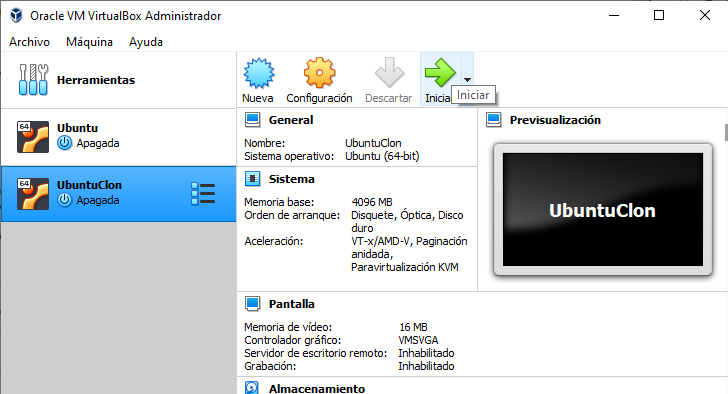 Oracle VM VirtualBox Administrador
Archivo Máquina Ayuda
Herramientas
64
Ubuntu
Apagada
64
UbuntuClon
Apagada
Nueva Configuración Descartar Iniciar
Iniciar
General
Nombre: UbuntuClon
Sistema operativo: Ubuntu (64-bit)
Sistema
Memoria base: 4096 MB
Orden de arranque: Disquete, Óptica, Disco
duro
Aceleración: VT-x/AMD-V, Paginación
anidada,
Paravirtualización KVM
Previsualización
UbuntuClon
Pantalla
Memoria de vídeo: 16 MB
Controlador gráfico: VMSVGA
Servidor de escritorio remoto: Inhabilitado
Grabación: Inhabilitado
Almacenamiento